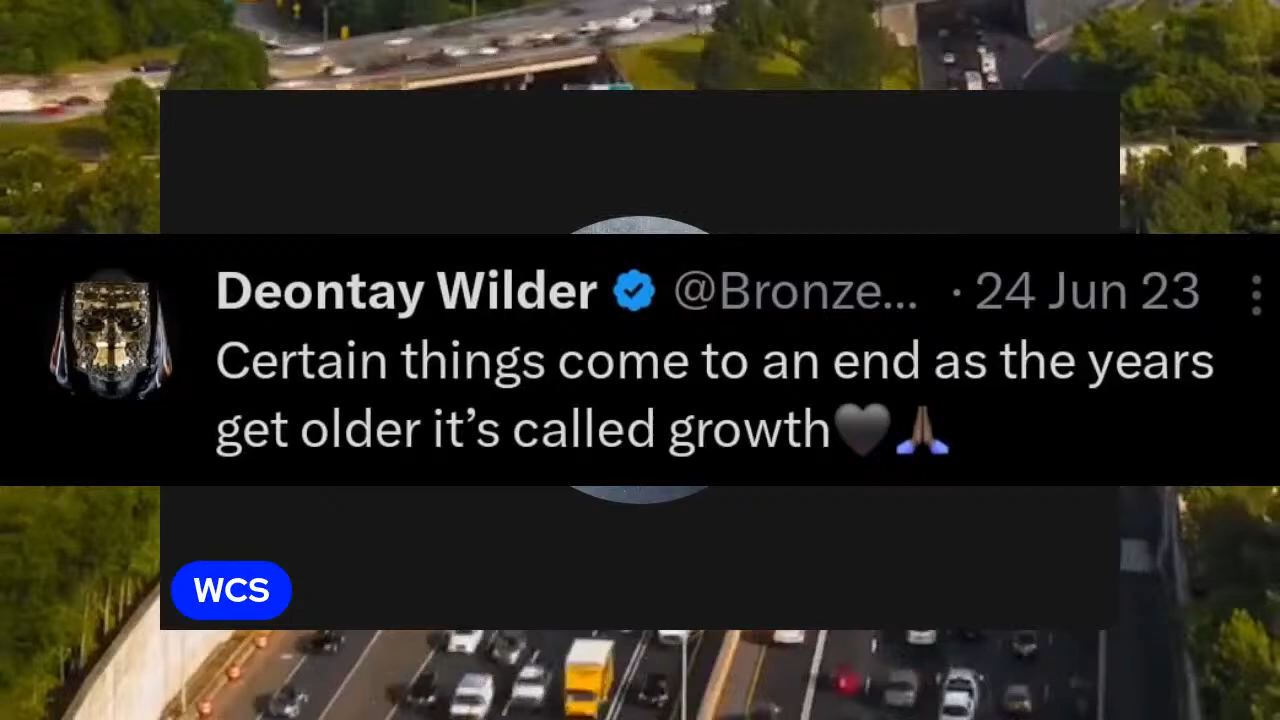 Deontay Wilder @Bronze... · 24 Jun 23
Certain things come to an end as the years
get older it’s called growth🖤🙏🏾
WCS